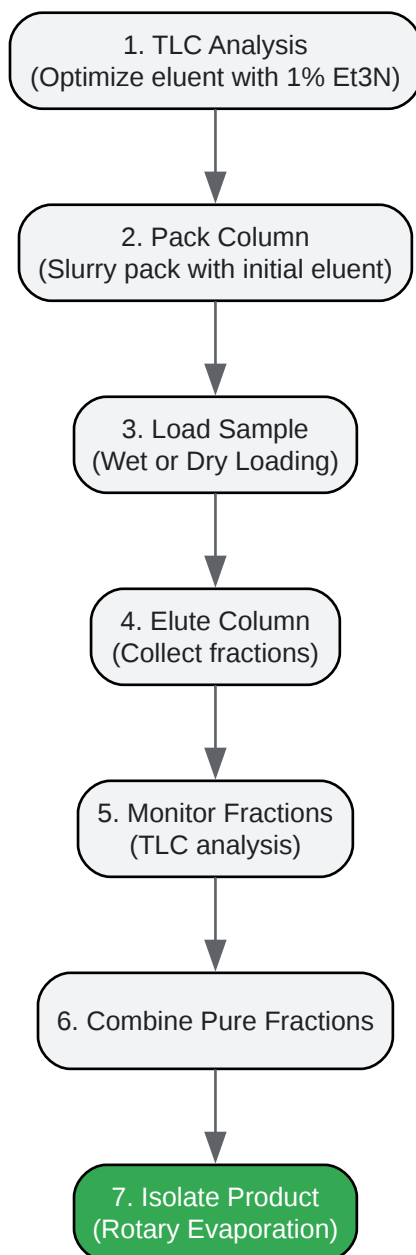 1. TLC Analysis
(Optimize eluent with 1% Et3N)
2. Pack Column
(Slurry pack with initial eluent)
3. Load Sample
(Wet or Dry Loading)
4. Elute Column
(Collect fractions)
5. Monitor Fractions
(TLC analysis)
6. Combine Pure Fractions
7. Isolate Product
(Rotary Evaporation)